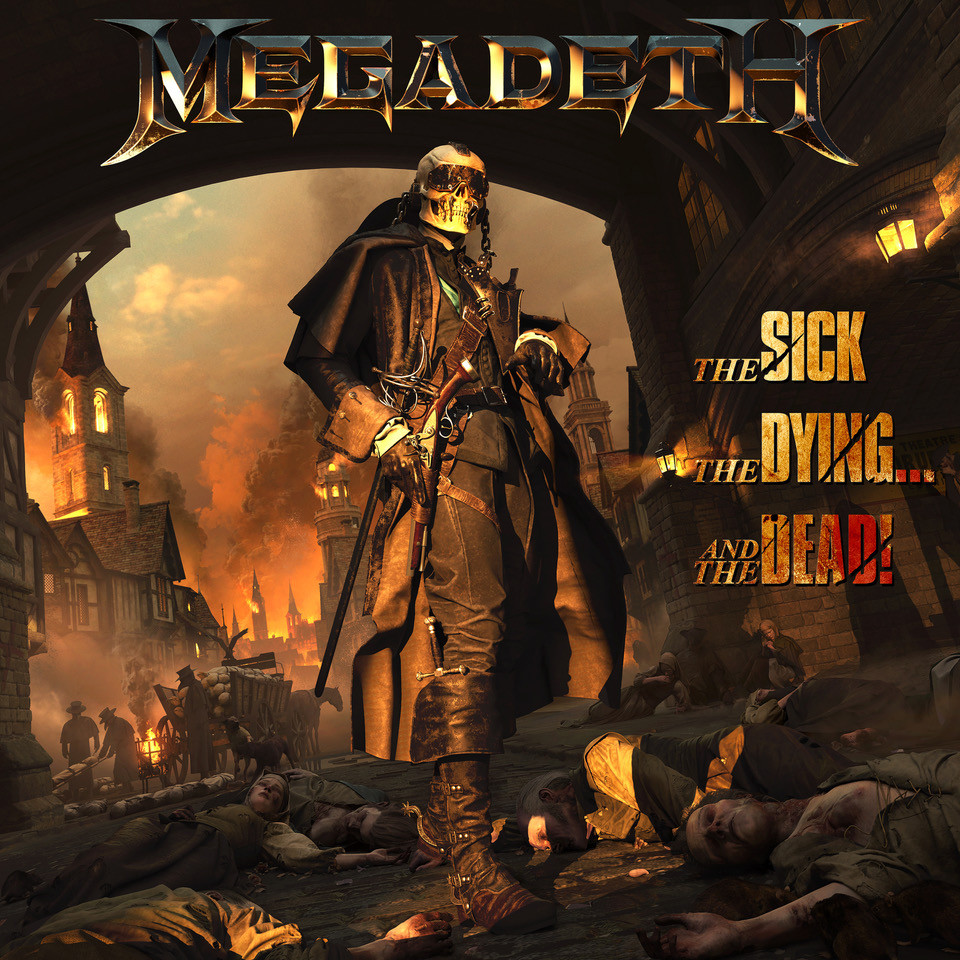 MEGADETH
THE SICK
THE DYING...
AND THE DEAD!